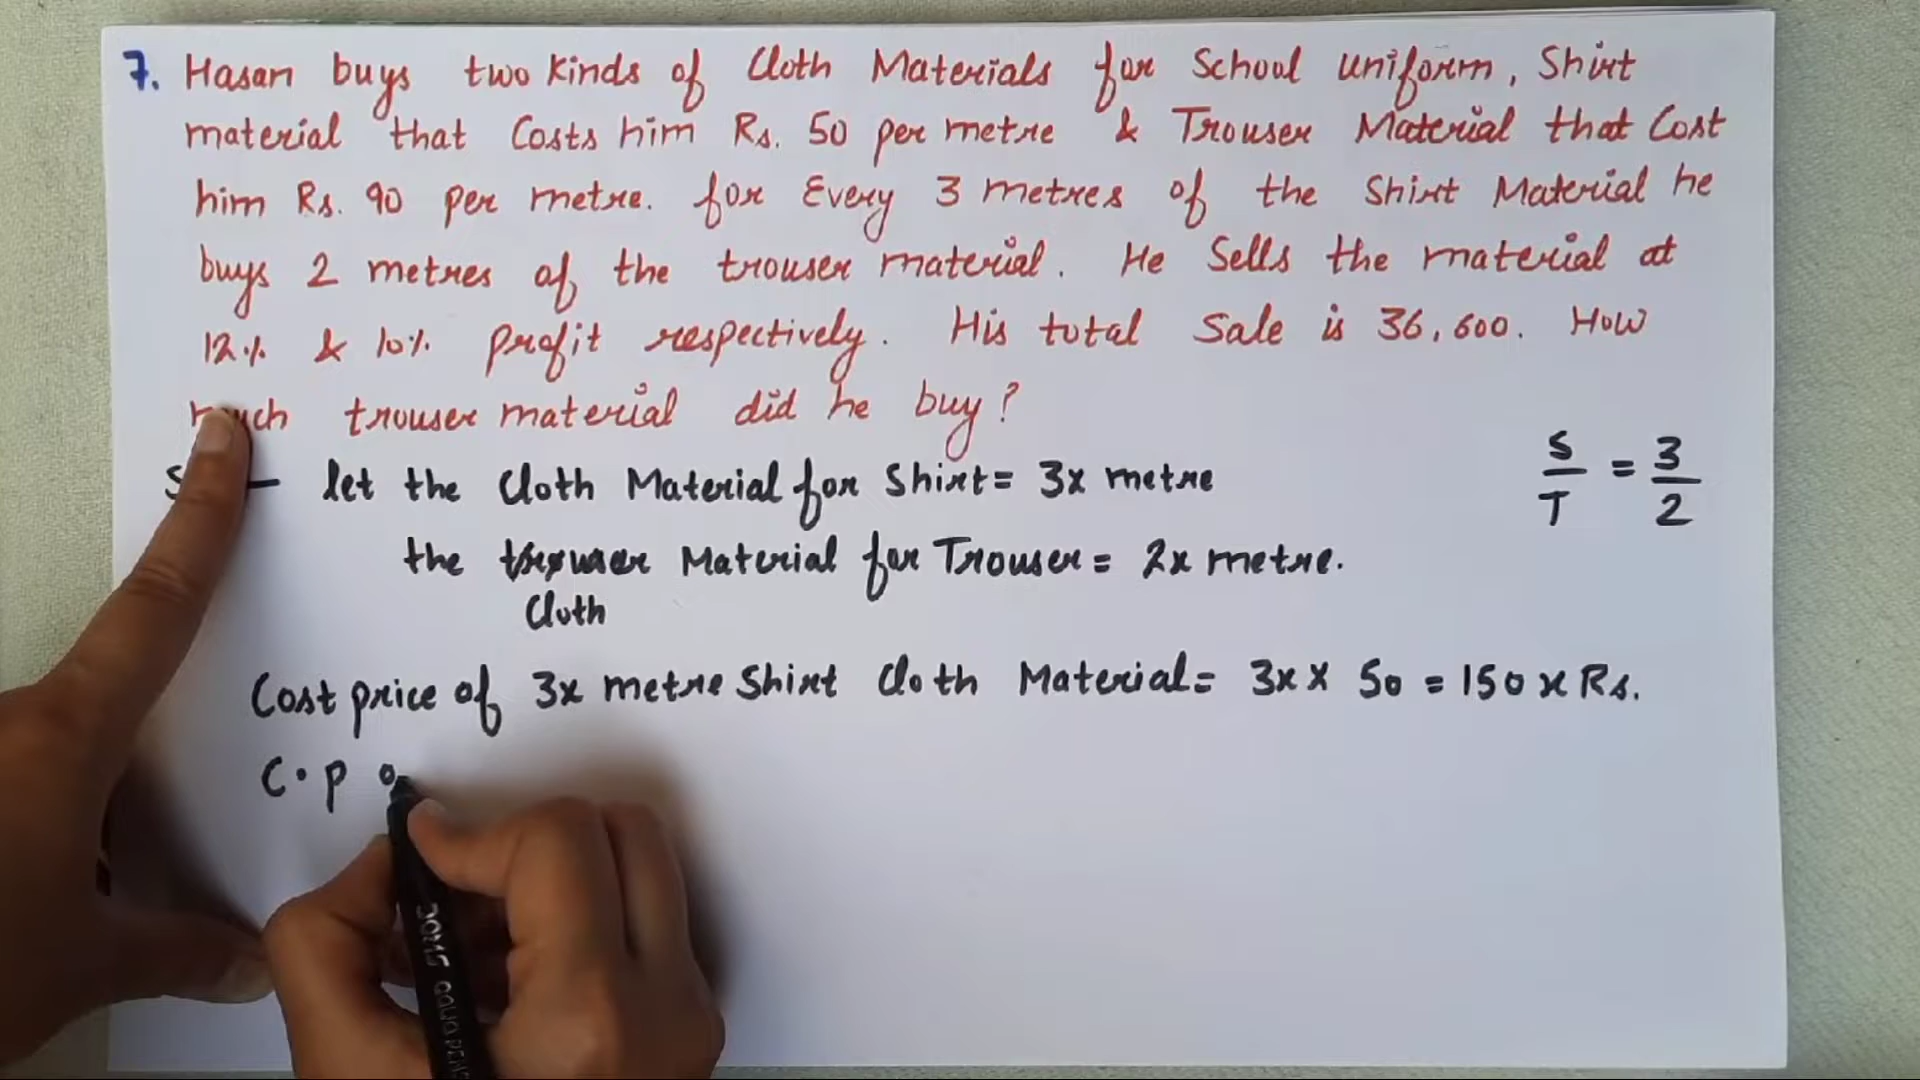 7. Hasan buys two kinds of Cloth Materials for School uniform, Shirt
material that Costs him Rs. 50 per metre & Trouser Material that Cost
him Rs. 90 per metre. for Every 3 metres of the Shirt Material he
buys 2 metres of the trouser material. He Sells the material at
12% & 10% profit respectively. His total Sale is 36,600. How
much trouser material did he buy?
let the Cloth Material for Shirt = 3x metre
S/T = 3/2
the Material for Trouser = 2x metre.
Cloth
Cost price of 3x metre Shirt Cloth Material = 3x × 50 = 150x Rs.
C.P o
DOMS